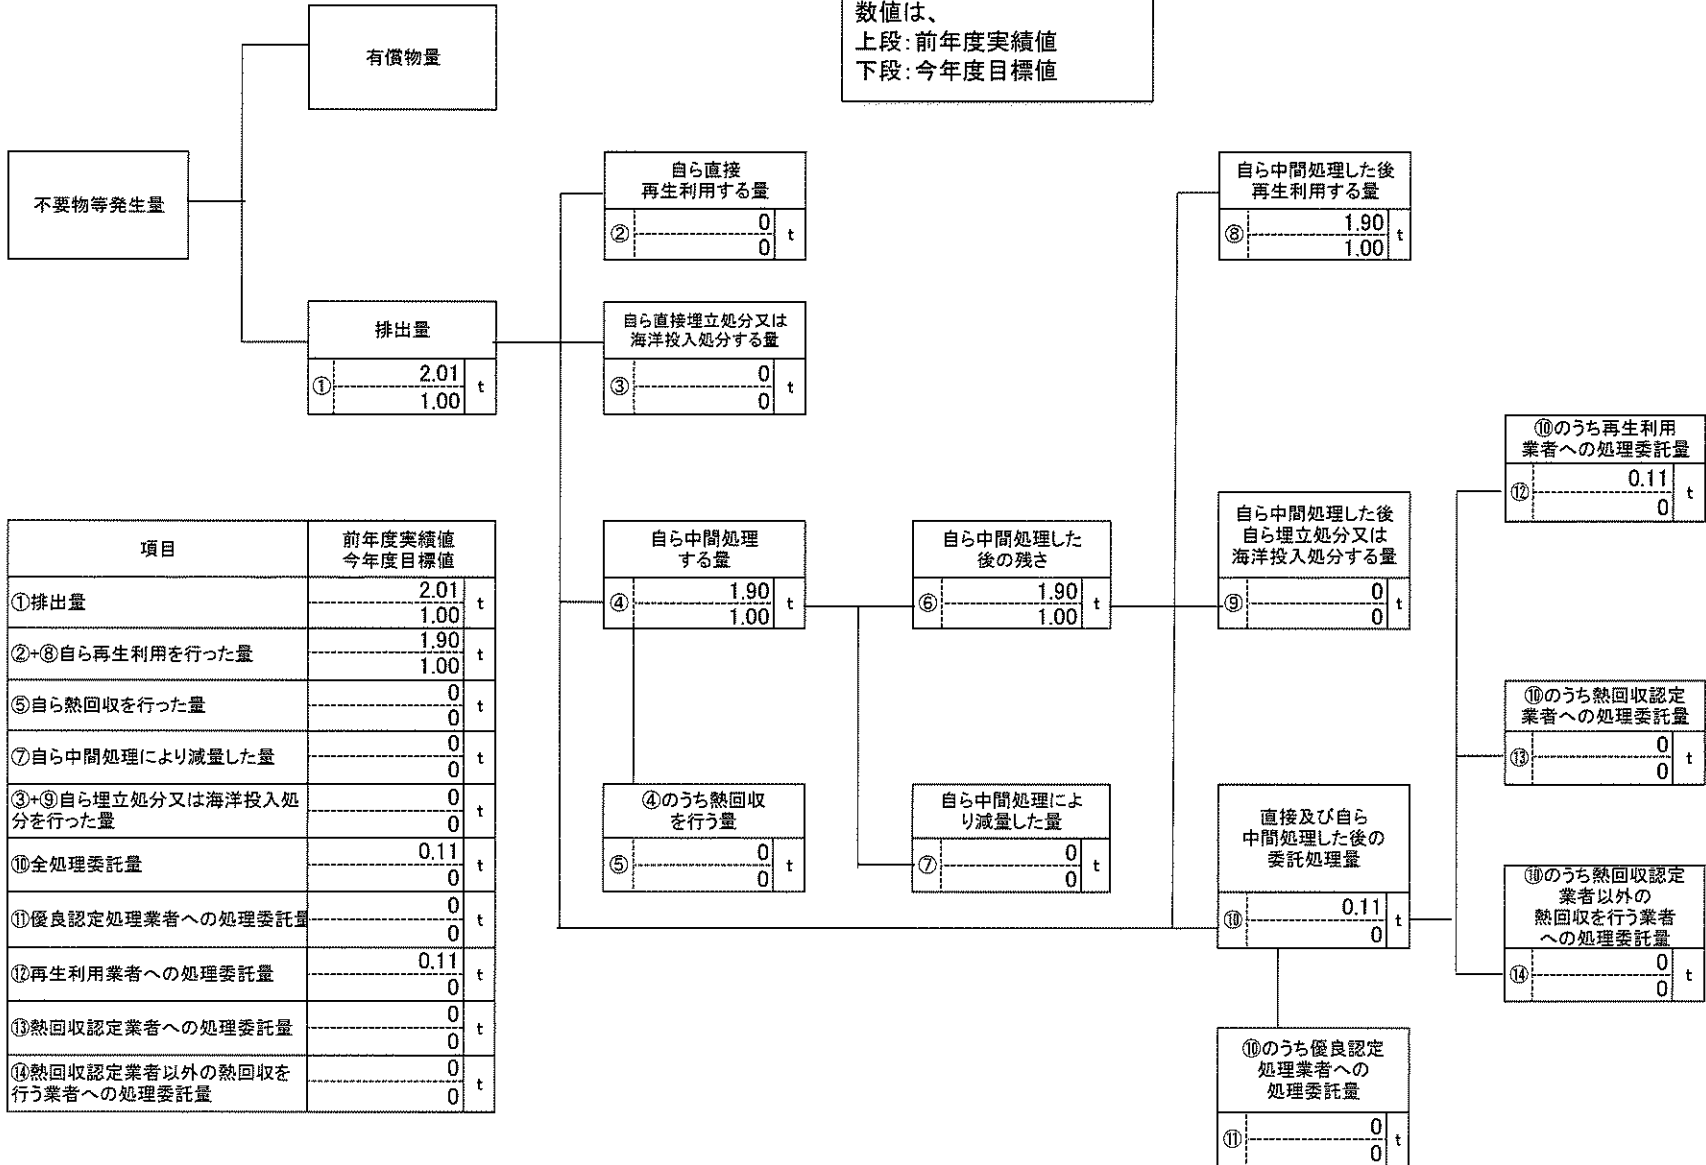 数値は、
上段:前年度実績値
下段:今年度目標値
有償物量
不要物等発生量
排出量
① 2.01 t
1.00
自ら直接
再生利用する量
② 0 t
0
自ら直接埋立処分又は
海洋投入処分する量
③ 0 t
0
自ら中間処理した後
再生利用する量
⑧ 1.90 t
1.00
自ら中間処理
する量
④ 1.90 t
1.00
自ら中間処理した
後の残さ
⑥ 1.90 t
1.00
自ら中間処理した後
自ら埋立処分又は
海洋投入処分する量
⑨ 0 t
0
⑩のうち再生利用
業者への処理委託量
⑫ 0.11 t
0
⑩のうち熱回収認定
業者への処理委託量
⑬ 0 t
0
④のうち熱回収
を行う量
⑤ 0 t
0
自ら中間処理によ
り減量した量
⑦ 0 t
0
直接及び自ら
中間処理した後の
委託処理量
⑩ 0.11 t
0
⑩のうち熱回収認定
業者以外の
熱回収を行う業者
への処理委託量
⑭ 0 t
0
⑩のうち優良認定
処理業者への
処理委託量
⑪ 0 t
0
項目 前年度実績値
今年度目標値
①排出量 2.01 t
1.00
②+⑧自ら再生利用を行った量 1.90 t
1.00
⑤自ら熱回収を行った量 0 t
0
⑦自ら中間処理により減量した量 0 t
0
③+⑨自ら埋立処分又は海洋投入処
分を行った量 0 t
0
⑩全処理委託量 0.11 t
0
⑪優良認定処理業者への処理委託量 0 t
0
⑫再生利用業者への処理委託量 0.11 t
0
⑬熱回収認定業者への処理委託量 0 t
0
⑭熱回収認定業者以外の熱回収を
行う業者への処理委託量 0 t
0